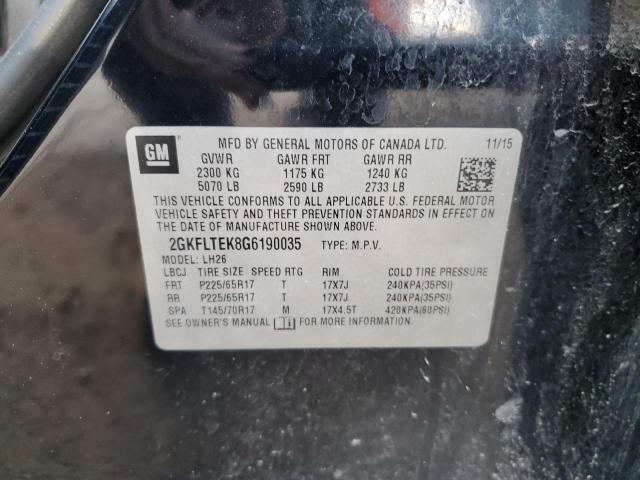 GM ®
MFD BY GENERAL MOTORS OF CANADA LTD. 11/15
GVWR GAWR FRT GAWR RR
2300 KG 1175 KG 1240 KG
5070 LB 2590 LB 2733 LB
THIS VEHICLE CONFORMS TO ALL APPLICABLE U.S. FEDERAL MOTOR
VEHICLE SAFETY AND THEFT PREVENTION STANDARDS IN EFFECT ON
THE DATE OF MANUFACTURE SHOWN ABOVE.
2GKFLTEK8G6190035 TYPE: M.P.V.
MODEL: LH26
LBCJ TIRE SIZE SPEED RTG RIM COLD TIRE PRESSURE
FRT P225/65R17 T 17X7J 240KPA(35PSI)
RR P225/65R17 T 17X7J 240KPA(35PSI)
SPA T145/70R17 M 17X4.5T 420KPA(60PSI)
SEE OWNER'S MANUAL FOR MORE INFORMATION.